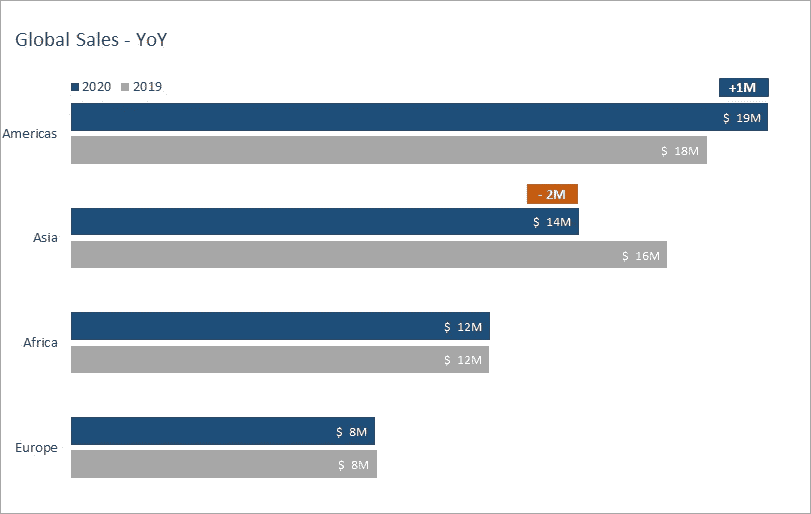 Global Sales - YoY
2020 2019
+1M
Americas
$ 19M
$ 18M
- 2M
Asia
$ 14M
$ 16M
Africa
$ 12M
$ 12M
Europe
$ 8M
$ 8M